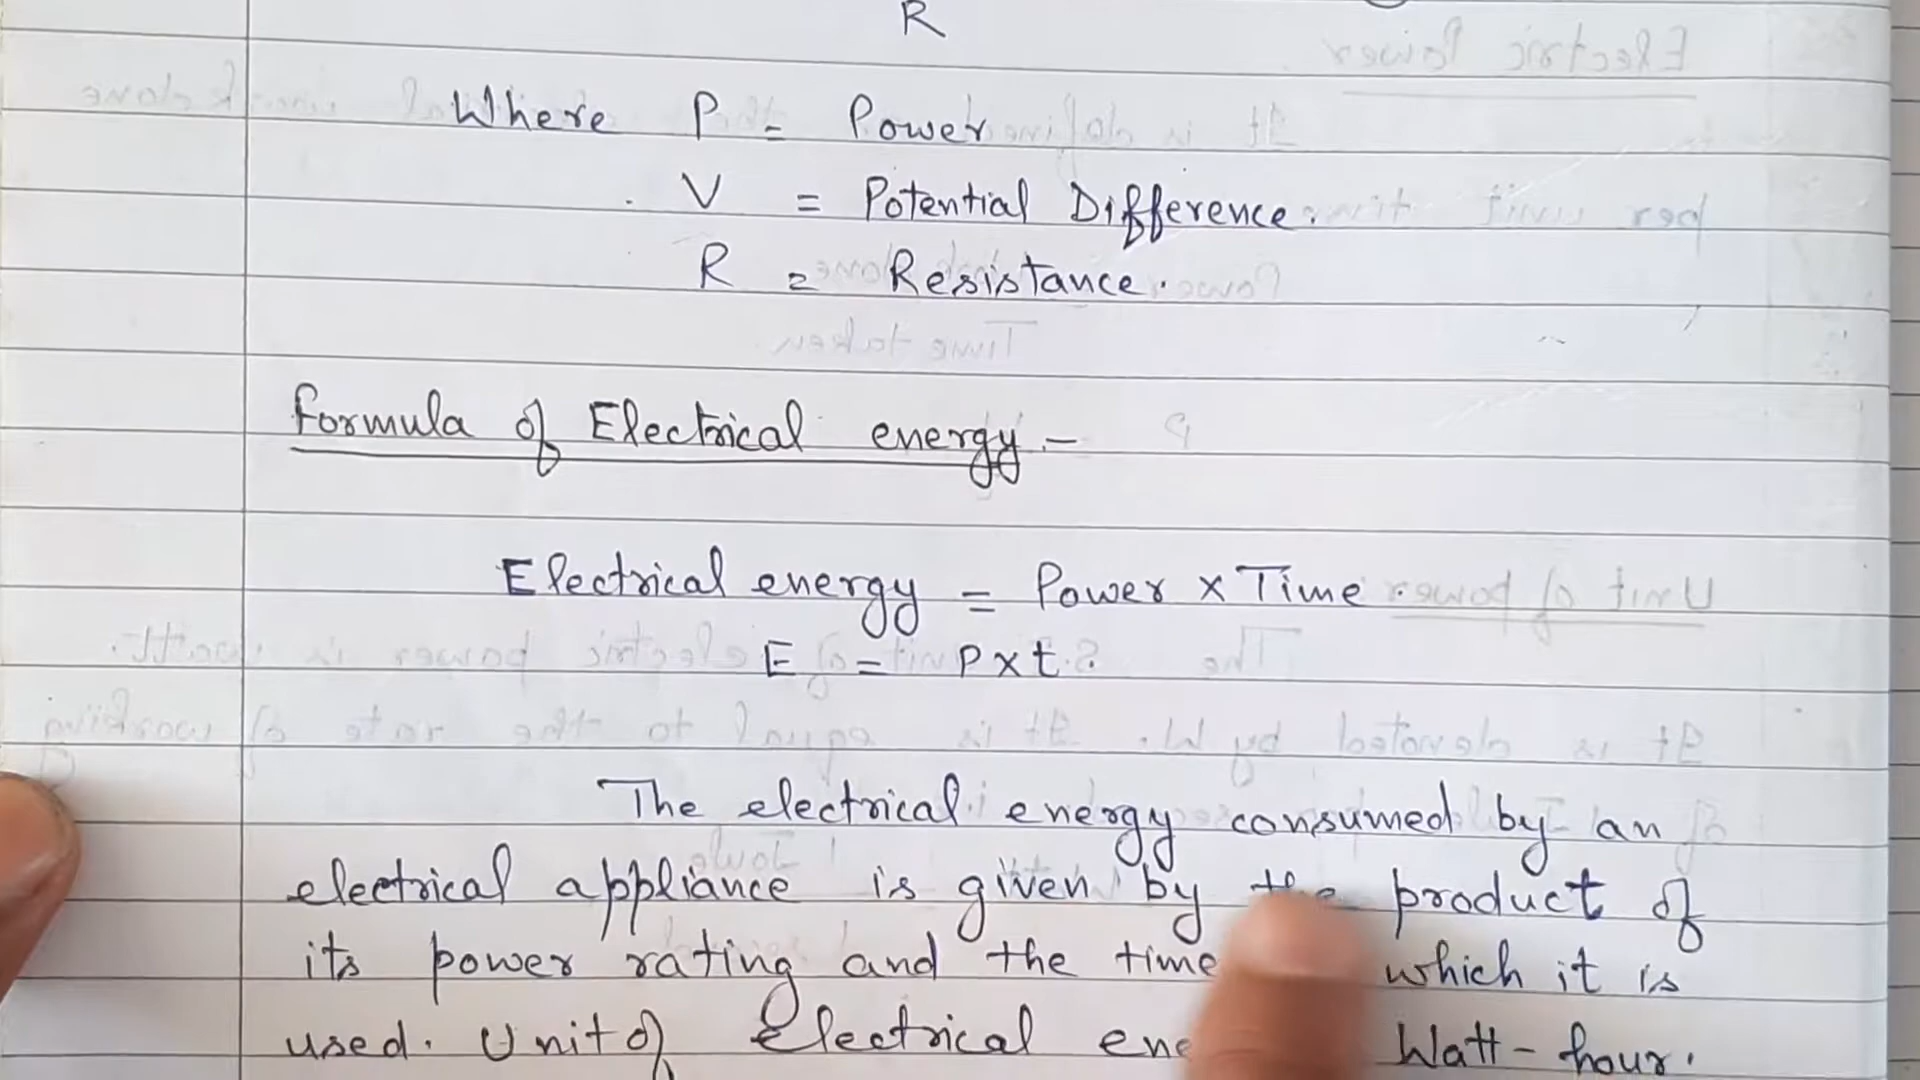 R
Where P = Power
V = Potential Difference.
R = Resistance.
Formula of Electrical energy -
Electrical energy = Power x Time
E = P x t.
The electrical energy consumed by an
electrical appliance is given by the product of
its power rating and the time which it is
used. Unit of Electrical Watt-hour.